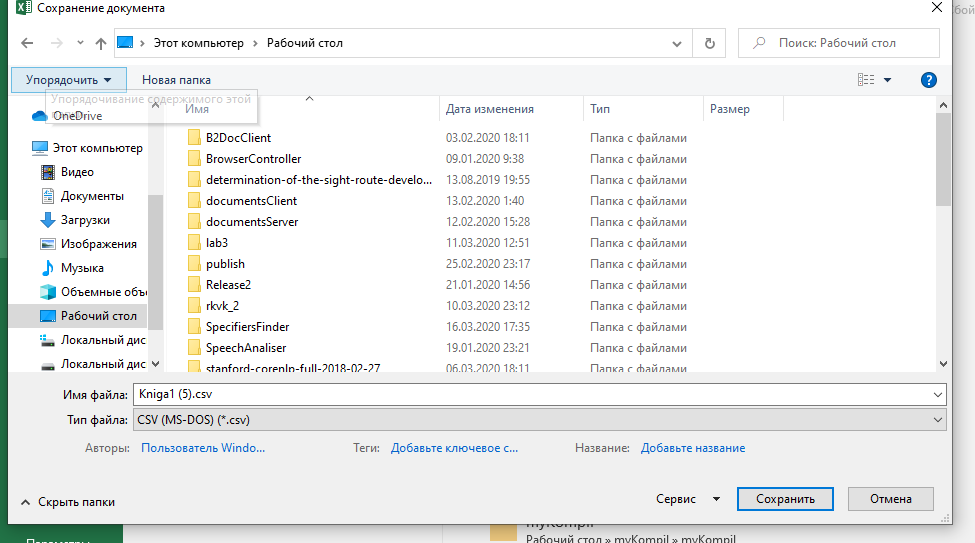 Сохранение документа
бой
Этот компьютер › Рабочий стол
Поиск: Рабочий стол
Упорядочить
Новая папка
Упорядочивание содержимого этой
OneDrive
Этот компьютер
Видео
Документы
Загрузки
Изображения
Музыка
Объемные объ
Рабочий стол
Локальный дис
Локальный дис
Имя Дата изменения Тип Размер
B2DocClient 03.02.2020 18:11 Папка с файлами
BrowserController 09.01.2020 9:38 Папка с файлами
determination-of-the-sight-route-develo... 13.08.2019 19:55 Папка с файлами
documentsClient 13.02.2020 1:40 Папка с файлами
documentsServer 12.02.2020 15:28 Папка с файлами
lab3 11.03.2020 12:51 Папка с файлами
publish 25.02.2020 23:17 Папка с файлами
Release2 21.01.2020 14:56 Папка с файлами
rkvk_2 10.03.2020 23:12 Папка с файлами
SpecifiersFinder 16.03.2020 17:35 Папка с файлами
SpeechAnaliser 19.01.2020 23:21 Папка с файлами
stanford-corenlp-full-2018-02-27 06.03.2020 18:11 Папка с файлами
Имя файла: Kniga1 (5).csv
Тип файла: CSV (MS-DOS) (*.csv)
Авторы: Пользователь Windo... Теги: Добавьте ключевое с... Название: Добавьте название
Скрыть папки
Сервис
Сохранить
Отмена
Параметры
myKompil
Рабочий стол » myKompil » myKompil